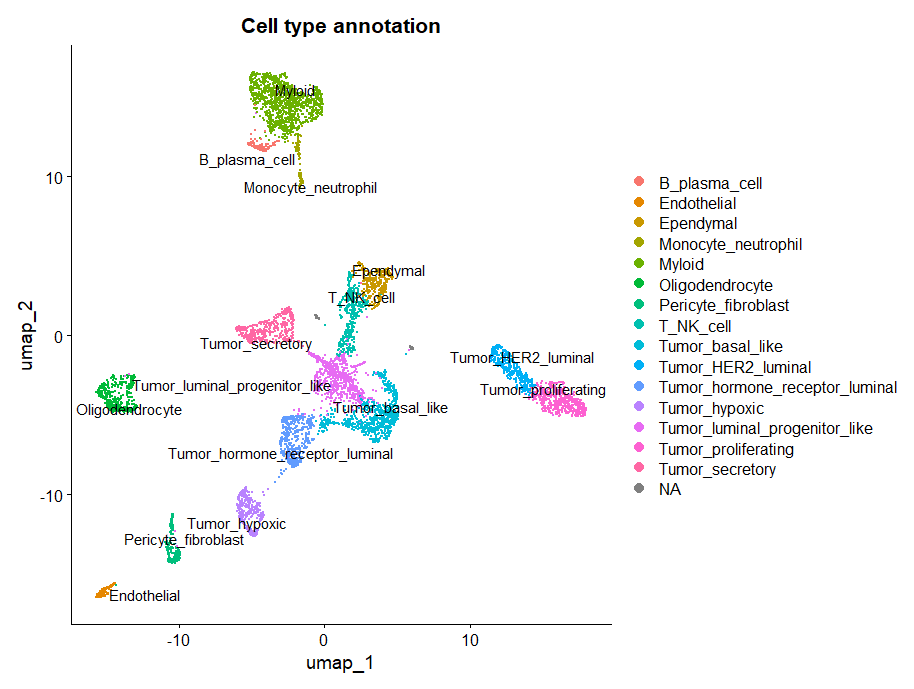 Cell type annotation
Myloid
B_plasma_cell
Monocyte_neutrophil
Ependymal
T_NK_cell
Tumor_secretory
Tumor_HER2_luminal
Tumor_luminal_progenitor_like
Tumor_proliferating
Oligodendrocyte
Tumor_basal_like
Tumor_hormone_receptor_luminal
Tumor_hypoxic
Pericyte_fibroblast
Endothelial
10
0
-10
umap_2
-10
0
10
umap_1
B_plasma_cell
Endothelial
Ependymal
Monocyte_neutrophil
Myloid
Oligodendrocyte
Pericyte_fibroblast
T_NK_cell
Tumor_basal_like
Tumor_HER2_luminal
Tumor_hormone_receptor_luminal
Tumor_hypoxic
Tumor_luminal_progenitor_like
Tumor_proliferating
Tumor_secretory
NA